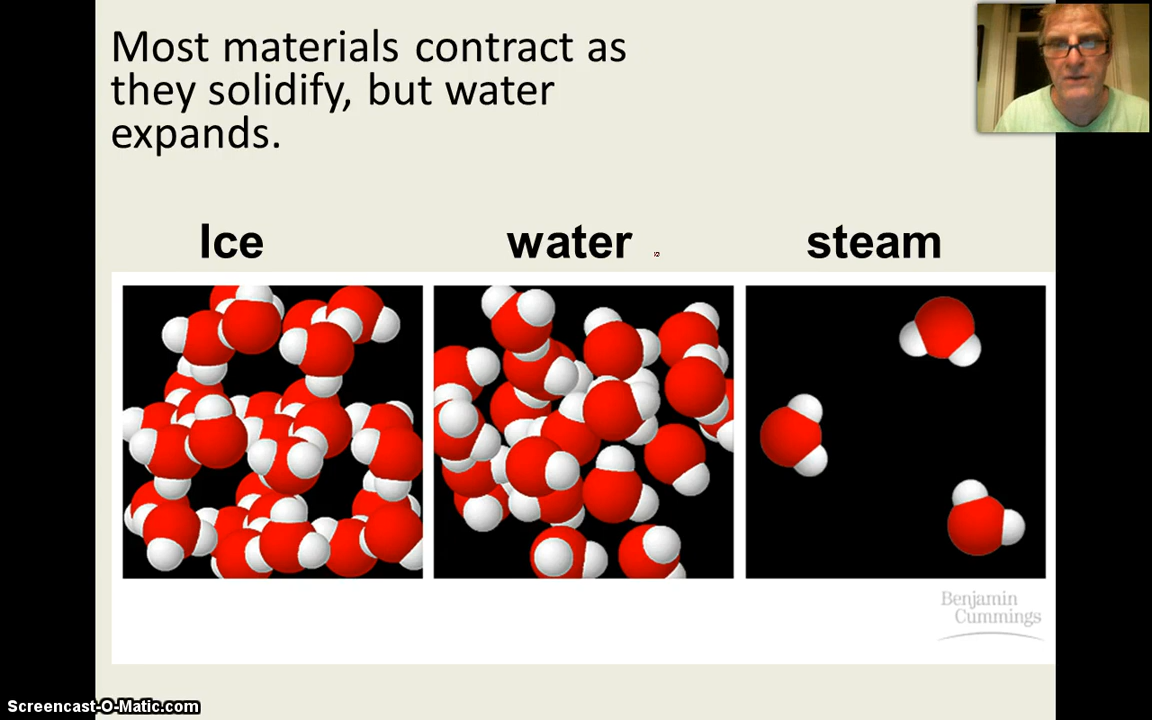 Most materials contract as
they solidify, but water
expands.
Ice
water
steam
Benjamin
Cummings
Screencast-O-Matic.com